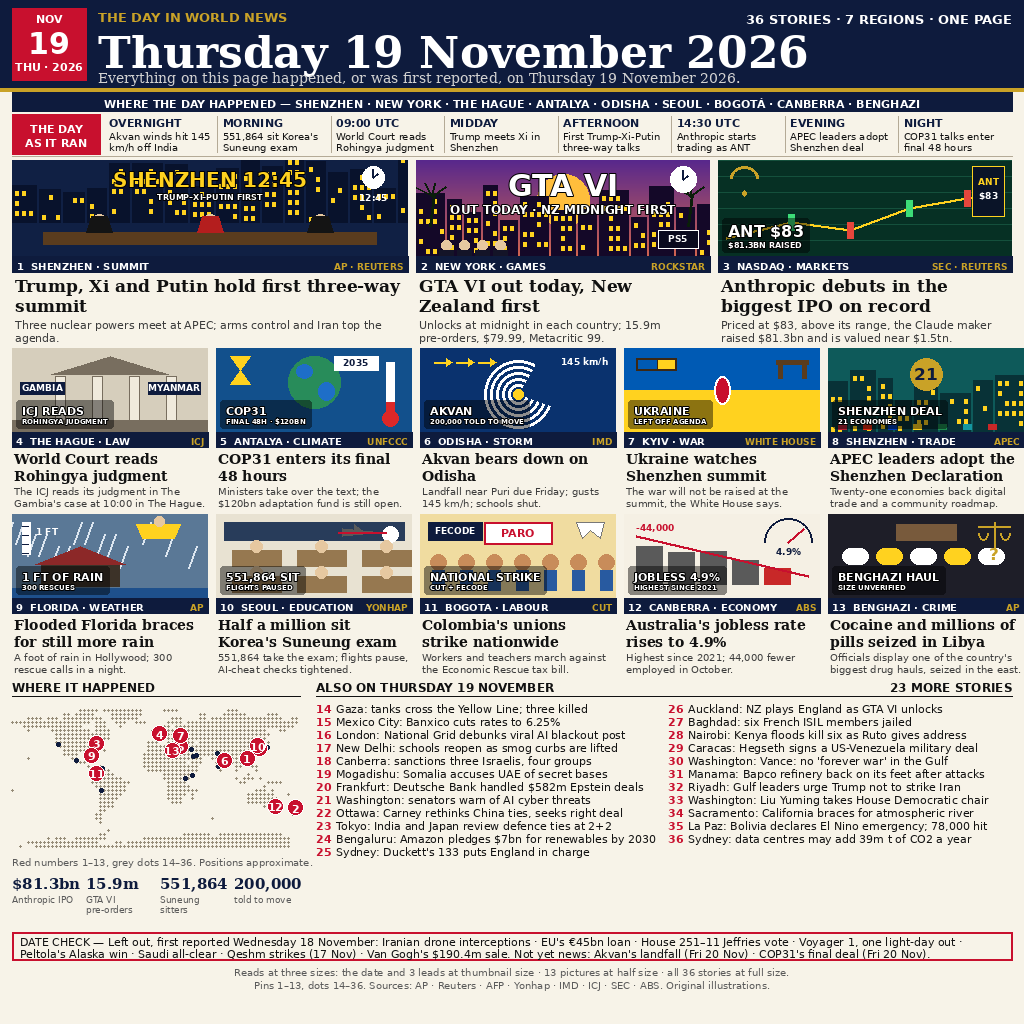 NOV
19
THU · 2026
THE DAY IN WORLD NEWS
36 STORIES · 7 REGIONS · ONE PAGE
Thursday 19 November 2026
Everything on this page happened, or was first reported, on Thursday 19 November 2026.
WHERE THE DAY HAPPENED — SHENZHEN · NEW YORK · THE HAGUE · ANTALYA · ODISHA · SEOUL · BOGOTÁ · CANBERRA · BENGHAZI
THE DAY
AS IT RAN
OVERNIGHT
Akvan winds hit 145
km/h off India
MORNING
551,864 sit Korea's
Suneung exam
09:00 UTC
World Court reads
Rohingya judgment
MIDDAY
Trump meets Xi in
Shenzhen
AFTERNOON
First Trump-Xi-Putin
three-way talks
14:30 UTC
Anthropic starts
trading as ANT
EVENING
APEC leaders adopt
Shenzhen deal
NIGHT
COP31 talks enter
final 48 hours
SHENZHEN 12:45
TRUMP-XI-PUTIN FIRST
12:45
1 SHENZHEN · SUMMIT
AP · REUTERS
Trump, Xi and Putin hold first three-way
summit
Three nuclear powers meet at APEC; arms control and Iran top the
agenda.
GTA VI
OUT TODAY · NZ MIDNIGHT FIRST
PS5
2 NEW YORK · GAMES
ROCKSTAR
GTA VI out today, New
Zealand first
Unlocks at midnight in each country; 15.9m
pre-orders, $79.99, Metacritic 99.
ANT
$83
ANT $83
$81.3BN RAISED
3 NASDAQ · MARKETS
SEC · REUTERS
Anthropic debuts in the
biggest IPO on record
Priced at $83, above its range, the Claude maker
raised $81.3bn and is valued near $1.5tn.
GAMBIA
MYANMAR
ICJ READS
ROHINGYA JUDGMENT
4 THE HAGUE · LAW
ICJ
World Court reads
Rohingya judgment
The ICJ reads its judgment in The
Gambia's case at 10:00 in The Hague.
2035
COP31
FINAL 48H · $120BN
5 ANTALYA · CLIMATE
UNFCCC
COP31 enters its final
48 hours
Ministers take over the text; the
$120bn adaptation fund is still open.
145 km/h
AKVAN
200,000 TOLD TO MOVE
6 ODISHA · STORM
IMD
Akvan bears down on
Odisha
Landfall near Puri due Friday; gusts
145 km/h; schools shut.
UKRAINE
LEFT OFF AGENDA
7 KYIV · WAR
WHITE HOUSE
Ukraine watches
Shenzhen summit
The war will not be raised at the
summit, the White House says.
21
SHENZHEN DEAL
21 ECONOMIES
8 SHENZHEN · TRADE
APEC
APEC leaders adopt the
Shenzhen Declaration
Twenty-one economies back digital
trade and a community roadmap.
1 FT
1 FT OF RAIN
300 RESCUES
9 FLORIDA · WEATHER
AP
Flooded Florida braces
for still more rain
A foot of rain in Hollywood; 300
rescue calls in a night.
551,864 SIT
FLIGHTS PAUSED
10 SEOUL · EDUCATION
YONHAP
Half a million sit
Korea's Suneung exam
551,864 take the exam; flights pause,
AI-cheat checks tightened.
FECODE
PARO
NATIONAL STRIKE
CUT + FECODE
11 BOGOTA · LABOUR
CUT
Colombia's unions
strike nationwide
Workers and teachers march against
the Economic Rescue tax bill.
-44,000
4.9%
JOBLESS 4.9%
HIGHEST SINCE 2021
12 CANBERRA · ECONOMY
ABS
Australia's jobless rate
rises to 4.9%
Highest since 2021; 44,000 fewer
employed in October.
?
BENGHAZI HAUL
SIZE UNVERIFIED
13 BENGHAZI · CRIME
AP
Cocaine and millions of
pills seized in Libya
Officials display one of the country's
biggest drug hauls, seized in the east.
WHERE IT HAPPENED
3
9
11
4
7
13
6
1
10
12
2
Red numbers 1–13, grey dots 14–36. Positions approximate.
$81.3bn
Anthropic IPO
15.9m
GTA VI
pre-orders
551,864
Suneung
sitters
200,000
told to move
ALSO ON THURSDAY 19 NOVEMBER
23 MORE STORIES
14 Gaza: tanks cross the Yellow Line; three killed
15 Mexico City: Banxico cuts rates to 6.25%
16 London: National Grid debunks viral AI blackout post
17 New Delhi: schools reopen as smog curbs are lifted
18 Canberra: sanctions three Israelis, four groups
19 Mogadishu: Somalia accuses UAE of secret bases
20 Frankfurt: Deutsche Bank handled $582m Epstein deals
21 Washington: senators warn of AI cyber threats
22 Ottawa: Carney rethinks China ties, seeks right deal
23 Tokyo: India and Japan review defence ties at 2+2
24 Bengaluru: Amazon pledges $7bn for renewables by 2030
25 Sydney: Duckett's 133 puts England in charge
26 Auckland: NZ plays England as GTA VI unlocks
27 Baghdad: six French ISIL members jailed
28 Nairobi: Kenya floods kill six as Ruto gives address
29 Caracas: Hegseth signs a US-Venezuela military deal
30 Washington: Vance: no 'forever war' in the Gulf
31 Manama: Bapco refinery back on its feet after attacks
32 Riyadh: Gulf leaders urge Trump not to strike Iran
33 Washington: Liu Yuming takes House Democratic chair
34 Sacramento: California braces for atmospheric river
35 La Paz: Bolivia declares El Nino emergency; 78,000 hit
36 Sydney: data centres may add 39m t of CO2 a year
DATE CHECK — Left out, first reported Wednesday 18 November: Iranian drone interceptions · EU's €45bn loan · House 251–11 Jeffries vote · Voyager 1, one light-day out ·
Peltola's Alaska win · Saudi all-clear · Qeshm strikes (17 Nov) · Van Gogh's $190.4m sale. Not yet news: Akvan's landfall (Fri 20 Nov) · COP31's final deal (Fri 20 Nov).
Reads at three sizes: the date and 3 leads at thumbnail size · 13 pictures at half size · all 36 stories at full size.
Pins 1–13, dots 14–36. Sources: AP · Reuters · AFP · Yonhap · IMD · ICJ · SEC · ABS. Original illustrations.